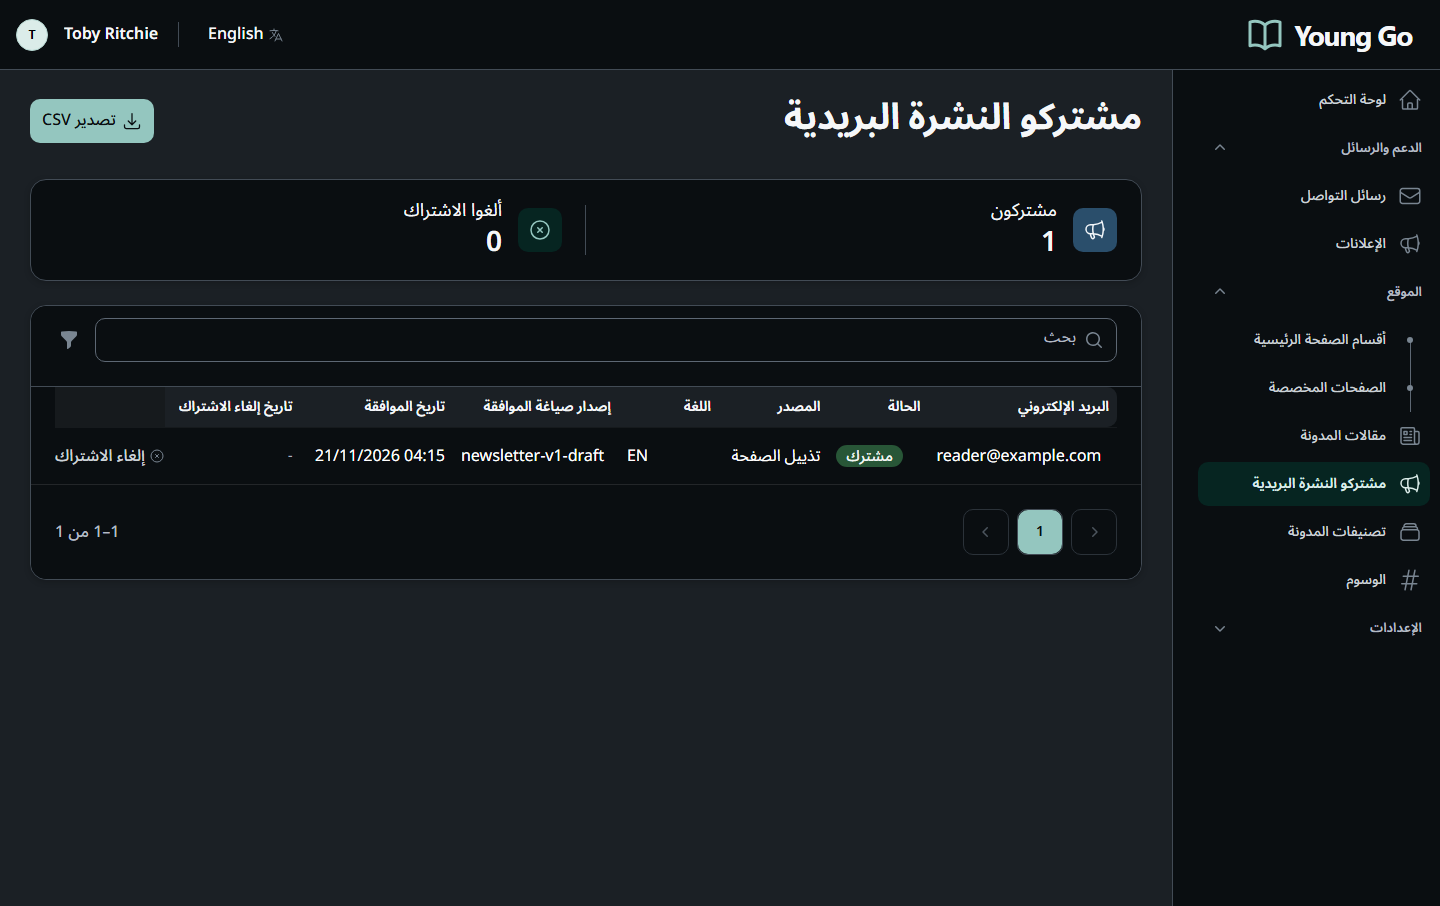 Young Go
English
Toby Ritchie
T
لوحة التحكم
الدعم والرسائل
رسائل التواصل
الإعلانات
الموقع
أقسام الصفحة الرئيسية
الصفحات المخصصة
مقالات المدونة
مشتركو النشرة البريدية
تصنيفات المدونة
الوسوم
الإعدادات
مشتركو النشرة البريدية
تصدير CSV
مشتركون
1
ألغوا الاشتراك
0
بحث
البريد الإلكتروني الحالة المصدر اللغة إصدار صياغة الموافقة تاريخ الموافقة تاريخ إلغاء الاشتراك
reader@example.com مشترك تذييل الصفحة EN newsletter-v1-draft 21/11/2026 04:15 - إلغاء الاشتراك
1
1–1 من 1